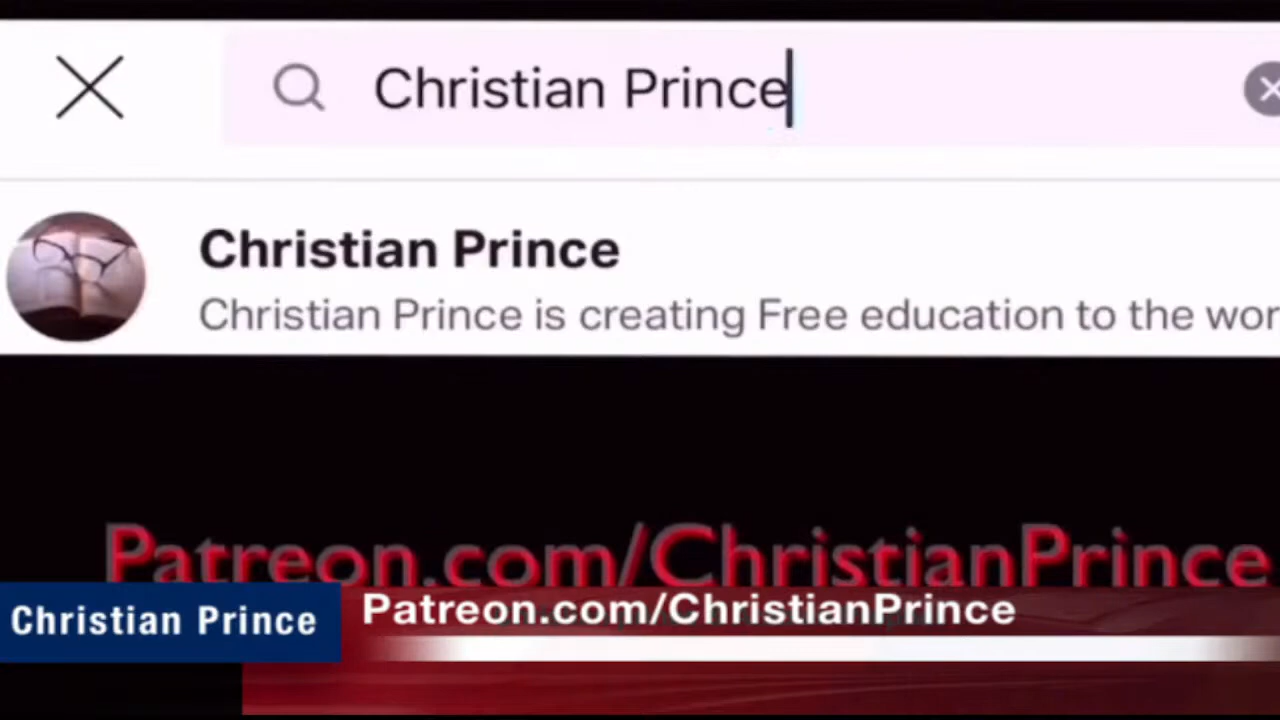 Christian Prince
Christian Prince
Christian Prince is creating Free education to the wor
Patreon.com/ChristianPrince
Christian Prince
Patreon.com/ChristianPrince